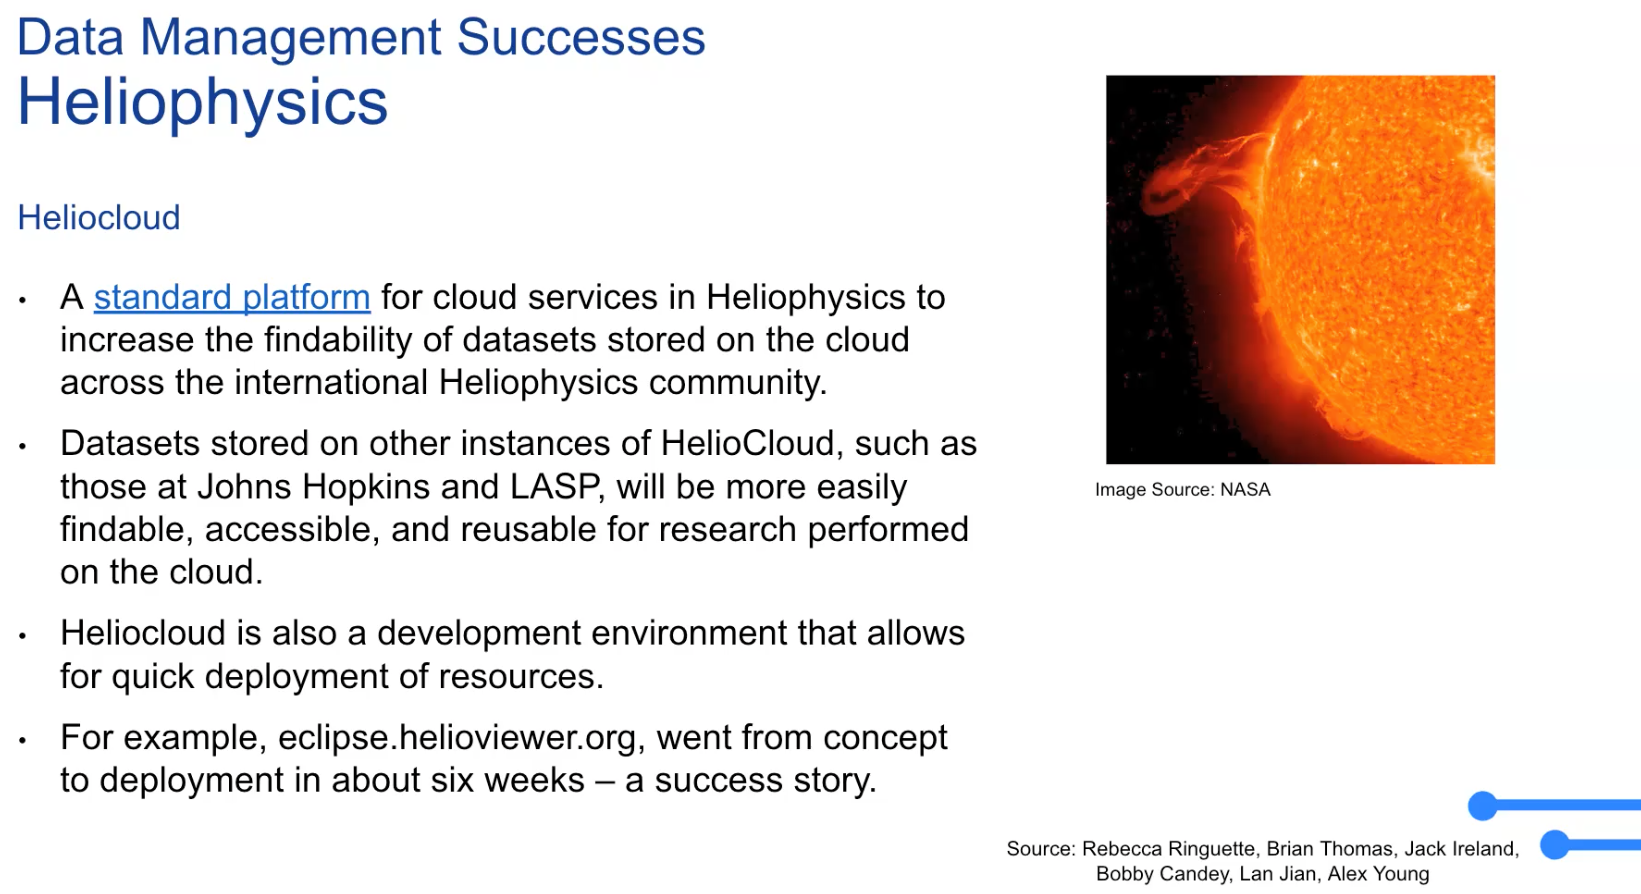 Data Management Successes
Heliophysics
Heliocloud
• A standard platform for cloud services in Heliophysics to
increase the findability of datasets stored on the cloud
across the international Heliophysics community.
• Datasets stored on other instances of HelioCloud, such as
those at Johns Hopkins and LASP, will be more easily
findable, accessible, and reusable for research performed
on the cloud.
• Heliocloud is also a development environment that allows
for quick deployment of resources.
• For example, eclipse.helioviewer.org, went from concept
to deployment in about six weeks – a success story.
Image Source: NASA
Source: Rebecca Ringuette, Brian Thomas, Jack Ireland,
Bobby Candey, Lan Jian, Alex Young